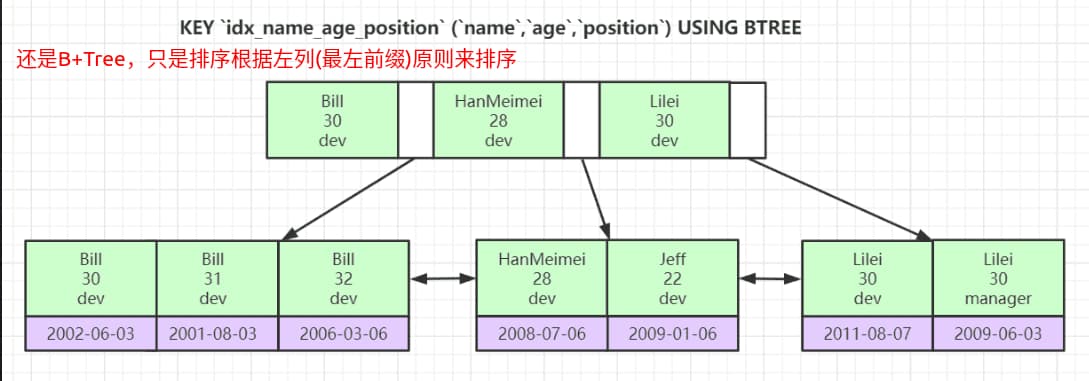 KEY `idx_name_age_position` (`name`,`age`,`position`) USING BTREE
还是B+Tree，只是排序根据左列(最左前缀)原则来排序
Bill
30
dev
HanMeimei
28
dev
Lilei
30
dev
Bill
30
dev
2002-06-03
Bill
31
dev
2001-08-03
Bill
32
dev
2006-03-06
HanMeimei
28
dev
2008-07-06
Jeff
22
dev
2009-01-06
Lilei
30
dev
2011-08-07
Lilei
30
manager
2009-06-03